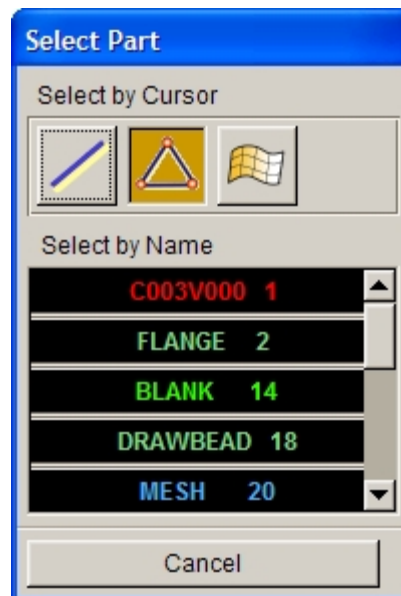 Select Part
Select by Cursor
Select by Name
C003V000 1
FLANGE 2
BLANK 14
DRAWBEAD 18
MESH 20
Cancel